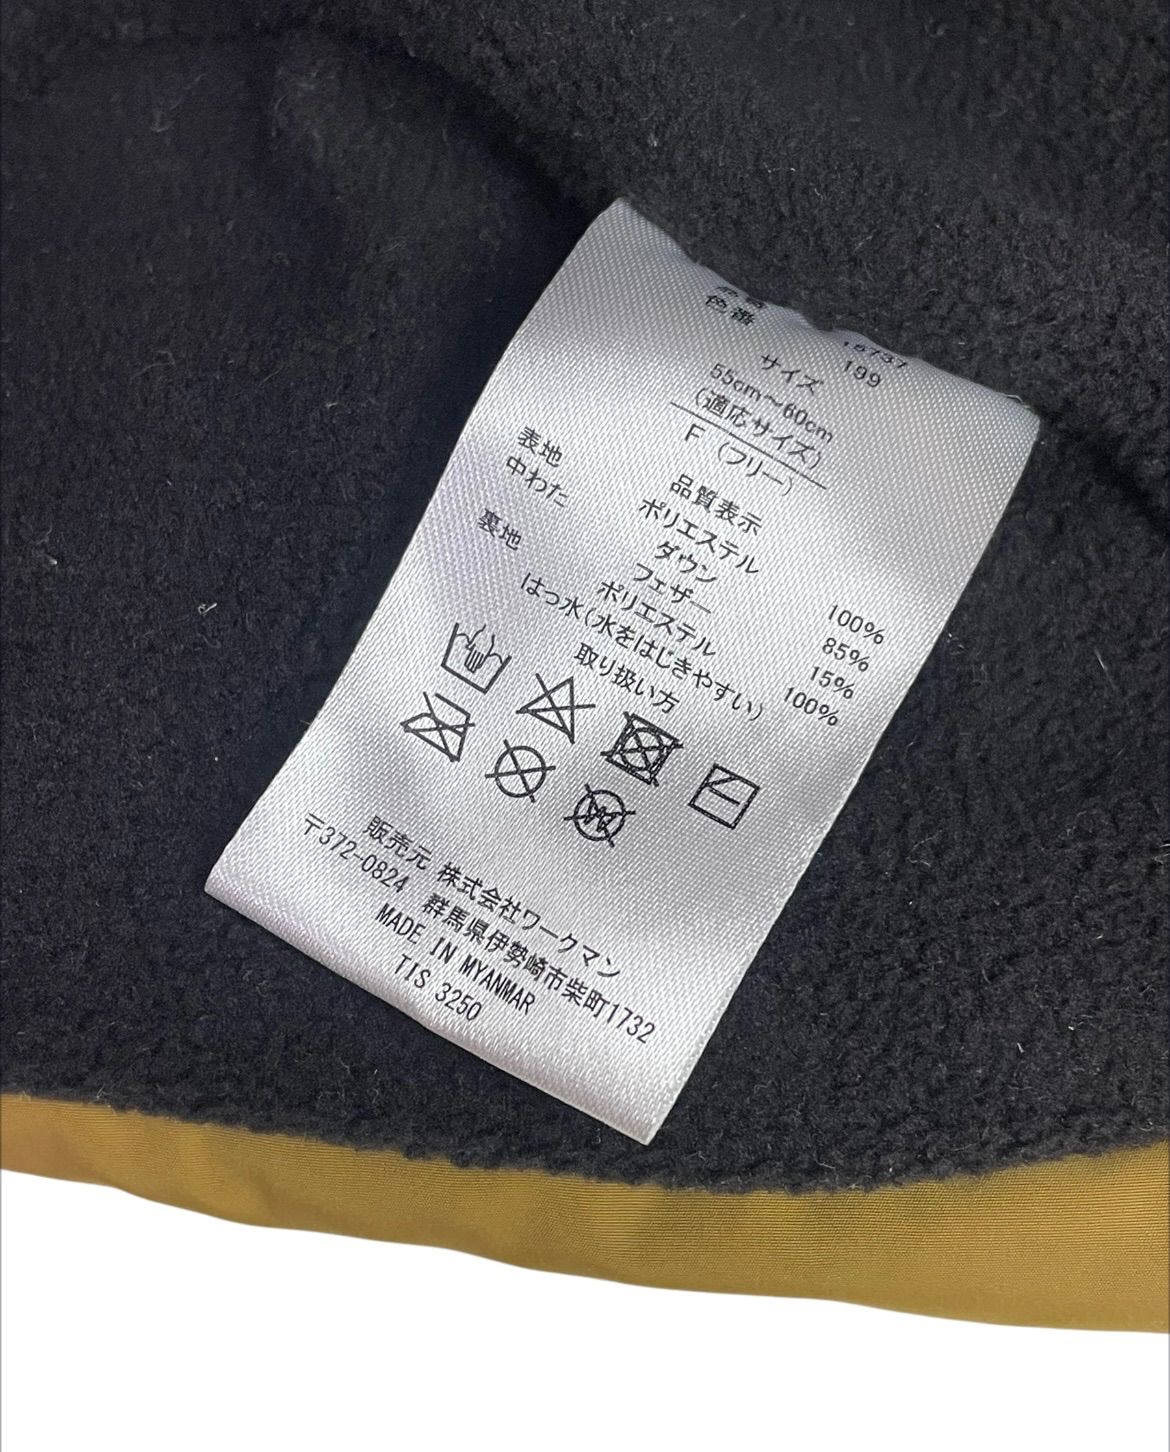 品番 15737
色番 199
サイズ
55cm～60cm
(適応サイズ)
F (フリー)
品質表示
表地 ポリエステル 100%
中わた ダウン 85%
フェザー 15%
裏地 ポリエステル 100%
はっ水(水をはじきやすい)
取り扱い方
販売元 株式会社ワークマン
〒372-0824 群馬県伊勢崎市柴町1732
MADE IN MYANMAR
TIS 3250